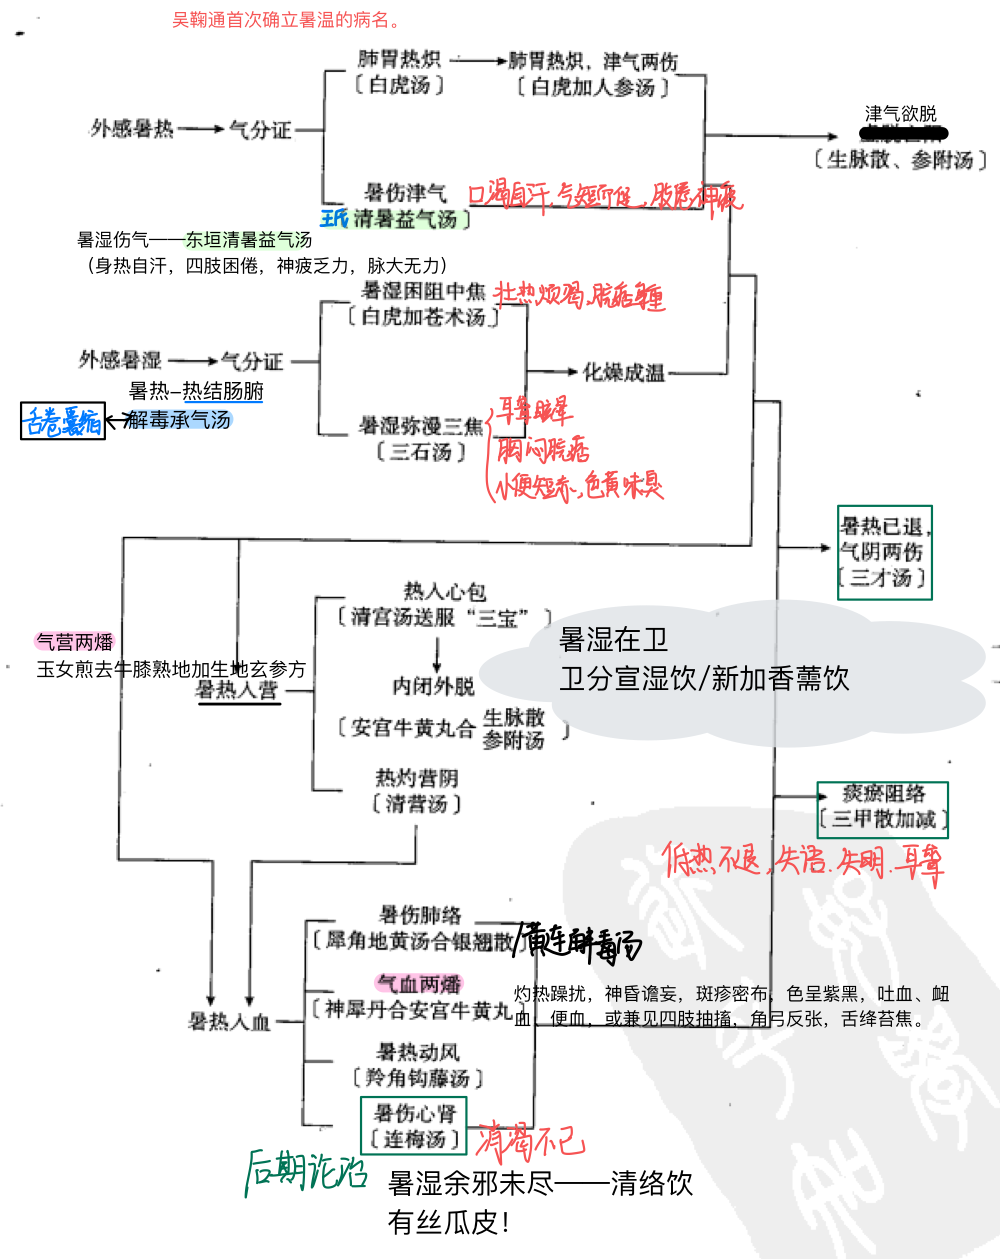 吴鞠通首次确立暑温的病名。
肺胃热炽
〔白虎汤〕
肺胃热炽，津气两伤
〔白虎加人参汤〕
外感暑热
气分证
津气欲脱
〔生脉散、参附汤〕
暑伤津气
王氏 清暑益气汤〕
口渴自汗，气短
神疲
暑湿伤气——东垣清暑益气汤
（身热自汗，四肢困倦，神疲乏力，脉大无力）
暑湿困阻中焦
〔白虎加苍术汤〕
壮热烦渴，脘痞身重
外感暑湿
气分证
化燥成温
暑热-热结肠腑
解毒承气汤
舌卷囊缩
暑湿弥漫三焦
〔三石汤〕
耳聋眩晕
胸闷脘痞
小便短赤，色黄味臭
暑热已退，
气阴两伤
〔三才汤〕
热入心包
〔清宫汤送服“三宝”〕
暑湿在卫
卫分宣湿饮/新加香薷饮
气营两燔
玉女煎去牛膝熟地加生地玄参方
暑热入营
内闭外脱
〔安宫牛黄丸合 生脉散 参附汤〕
热灼营阴
〔清营汤〕
痰瘀阻络
〔三甲散加减〕
低热不退，失语.失明.耳聋
暑伤肺络
〔犀角地黄汤合银翘散〕
/黄连解毒汤
气血两燔
〔神犀丹合安宫牛黄丸〕
灼热躁扰，神昏谵妄，斑疹密布，色呈紫黑，吐血、衄
血、便血，或兼见四肢抽搐，角弓反张，舌绛苔焦。
暑热入血
暑热动风
〔羚角钩藤汤〕
暑伤心肾
〔连梅汤〕
消渴不已
后期论治
暑湿余邪未尽——清络饮
有丝瓜皮！